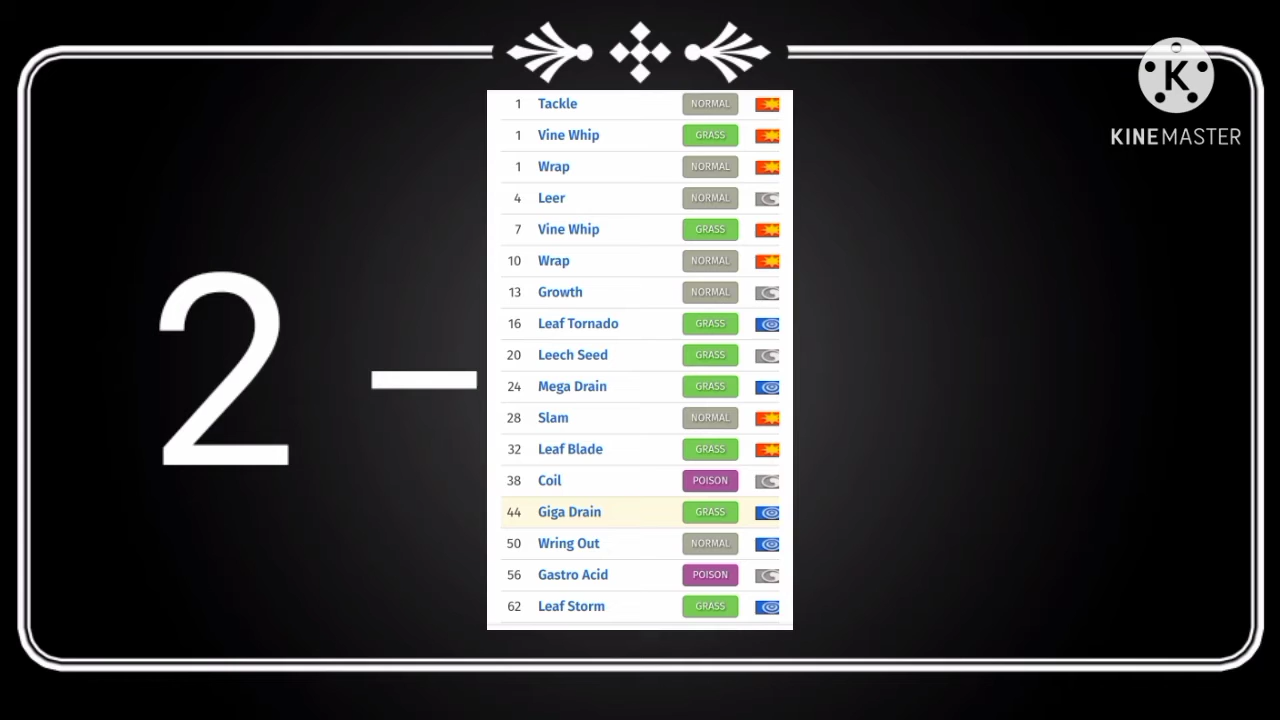 K
KINEMASTER
2 –
1 Tackle NORMAL
1 Vine Whip GRASS
1 Wrap NORMAL
4 Leer NORMAL
7 Vine Whip GRASS
10 Wrap NORMAL
13 Growth NORMAL
16 Leaf Tornado GRASS
20 Leech Seed GRASS
24 Mega Drain GRASS
28 Slam NORMAL
32 Leaf Blade GRASS
38 Coil POISON
44 Giga Drain GRASS
50 Wring Out NORMAL
56 Gastro Acid POISON
62 Leaf Storm GRASS